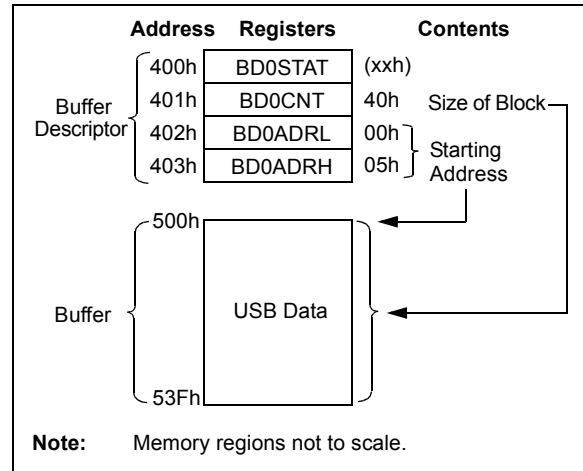 Address Registers Contents
400h BD0STAT (xxh)
401h BD0CNT 40h Size of Block
Buffer Descriptor
402h BD0ADRL 00h
403h BD0ADRH 05h
Starting Address
500h
Buffer
USB Data
53Fh
Note: Memory regions not to scale.